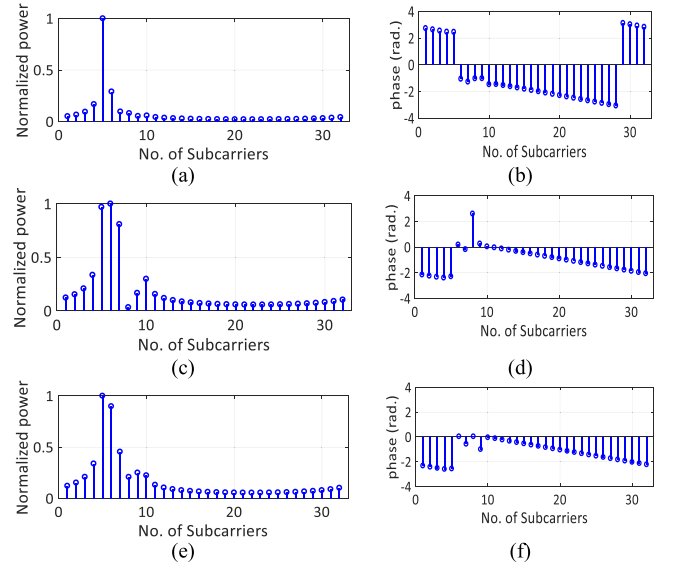 Normalized power
1
0.5
0
0 10 20 30
No. of Subcarriers
(a)
phase (rad.)
4
2
0
-2
-4
0 10 20 30
No. of Subcarriers
(b)
Normalized power
1
0.5
0
0 10 20 30
No. of Subcarriers
(c)
phase (rad.)
4
2
0
-2
-4
0 10 20 30
No. of Subcarriers
(d)
Normalized power
1
0.5
0
0 10 20 30
No. of Subcarriers
(e)
phase (rad.)
4
2
0
-2
-4
0 10 20 30
No. of Subcarriers
(f)